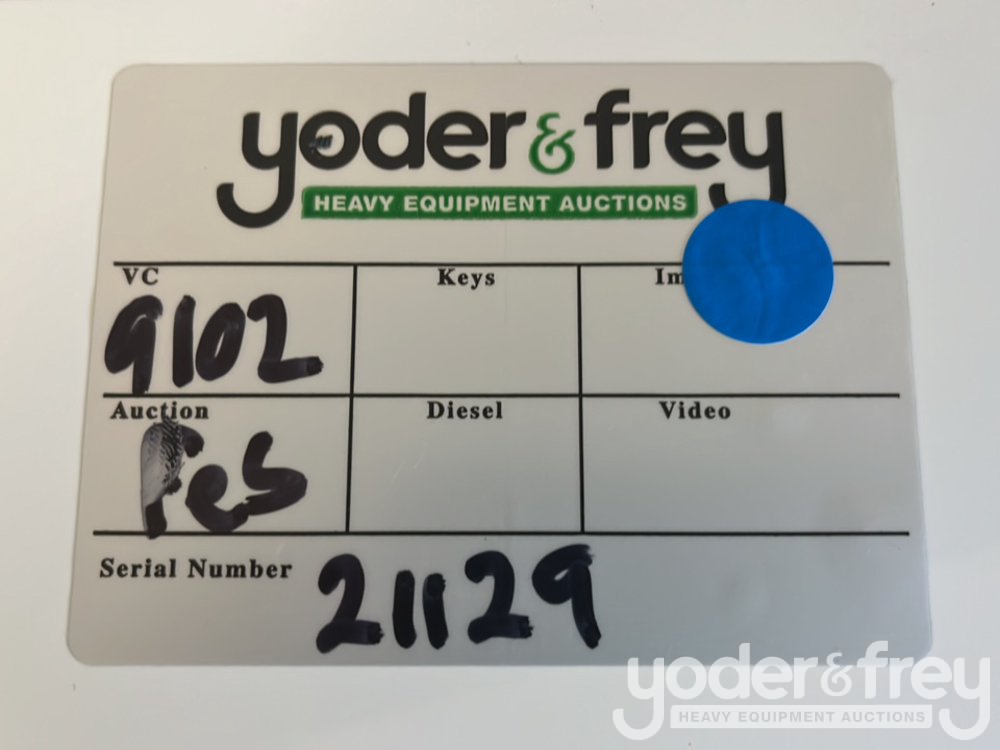 yoder & frey
HEAVY EQUIPMENT AUCTIONS
VC Keys Im
9102
Auction Diesel Video
Fes
Serial Number 21129
yoder & frey
HEAVY EQUIPMENT AUCTIONS